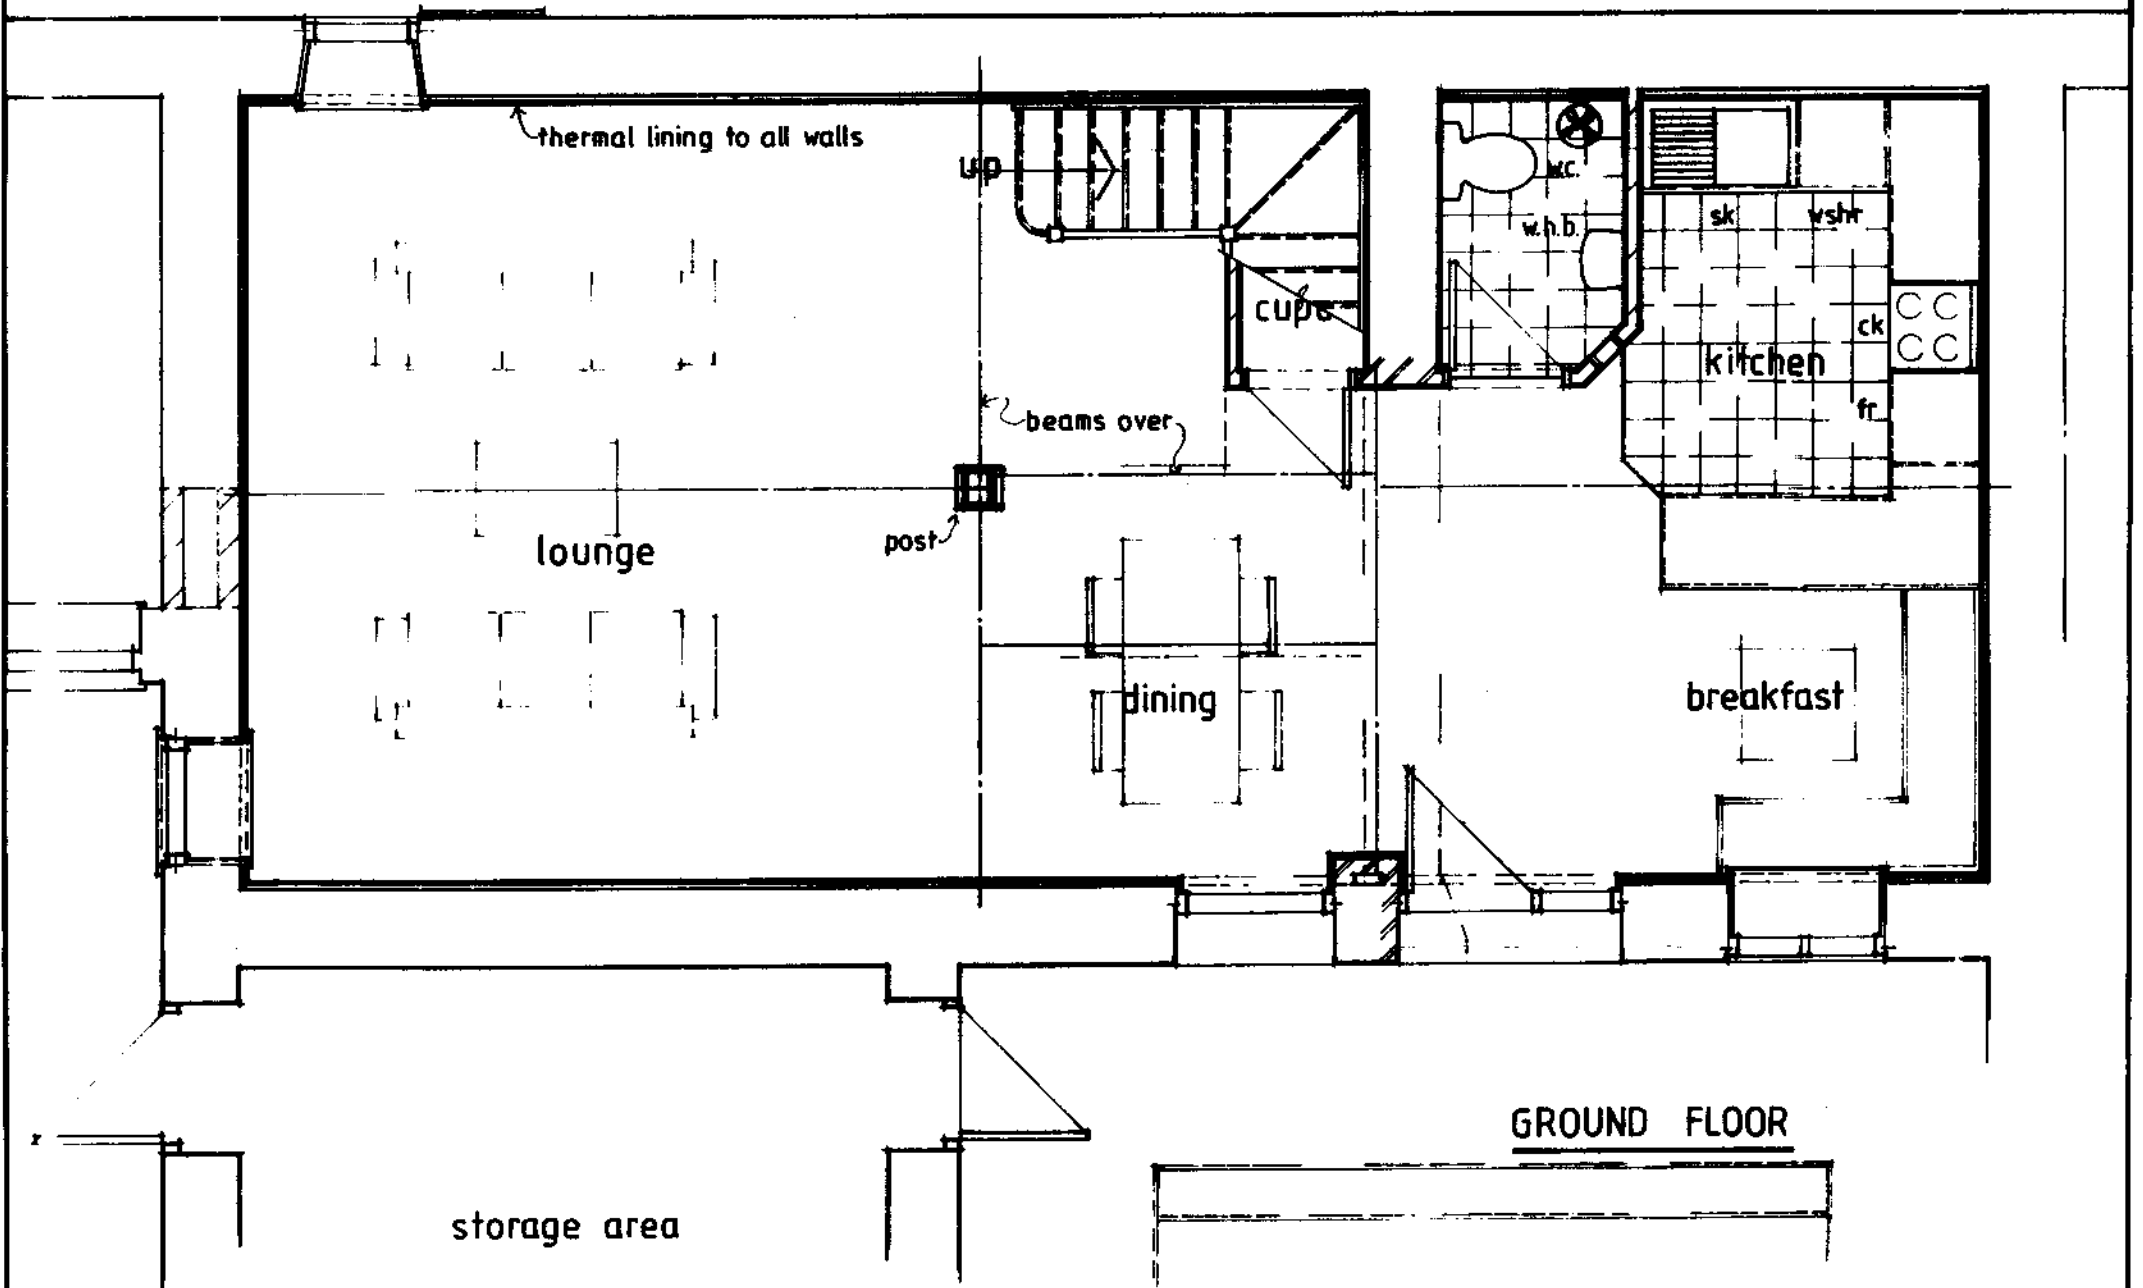 thermal lining to all walls
up
w.c.
w.h.b.
sk
wshr
cupd
ck
kitchen
fr
beams over
post
lounge
dining
breakfast
GROUND FLOOR
storage area